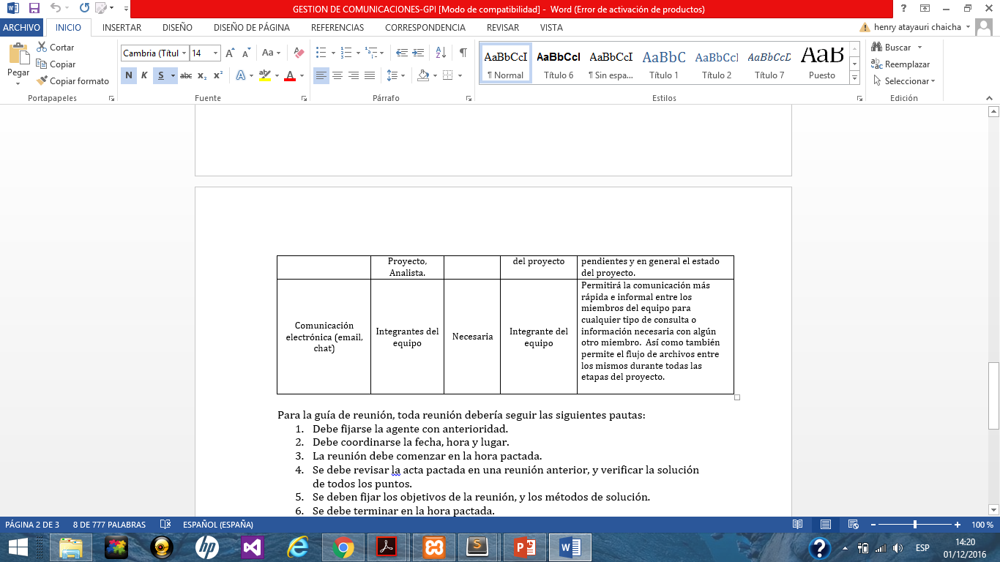 GESTION DE COMUNICACIONES-GPI [Modo de compatibilidad] - Word (Error de activación de productos)
ARCHIVO INICIO INSERTAR DISEÑO DISEÑO DE PÁGINA REFERENCIAS CORRESPONDENCIA REVISAR VISTA henry atayauri chaicha
Pegar
Cortar
Copiar
Copiar formato
Portapapeles
Cambria (Títul 14
N K S abc x₂ x²
Fuente
Párrafo
AaBbCcI AaBbCcI AaBbCcI AaBbC AaBbCcI AaBbCcD AaB
¶ Normal Título 6 ¶ Sin espa... Título 1 Título 2 Título 7 Puesto
Estilos
Buscar
Reemplazar
Seleccionar
Edición
Proyecto,
Analista.
del proyecto
pendientes y en general el estado
del proyecto.
Comunicación
electrónica (email,
chat)
Integrantes del
equipo
Necesaria
Integrante del
equipo
Permitirá la comunicación más
rápida e informal entre los
miembros del equipo para
cualquier tipo de consulta o
información necesaria con algún
otro miembro. Así como también
permite el flujo de archivos entre
los mismos durante todas las
etapas del proyecto.
Para la guía de reunión, toda reunión debería seguir las siguientes pautas:
1. Debe fijarse la agente con anterioridad.
2. Debe coordinarse la fecha, hora y lugar.
3. La reunión debe comenzar en la hora pactada.
4. Se debe revisar la acta pactada en una reunión anterior, y verificar la solución
de todos los puntos.
5. Se deben fijar los objetivos de la reunión, y los métodos de solución.
6. Se debe terminar en la hora pactada.
PÁGINA 2 DE 3 8 DE 777 PALABRAS ESPAÑOL (ESPAÑA) 100 %
ESP
14:20
01/12/2016